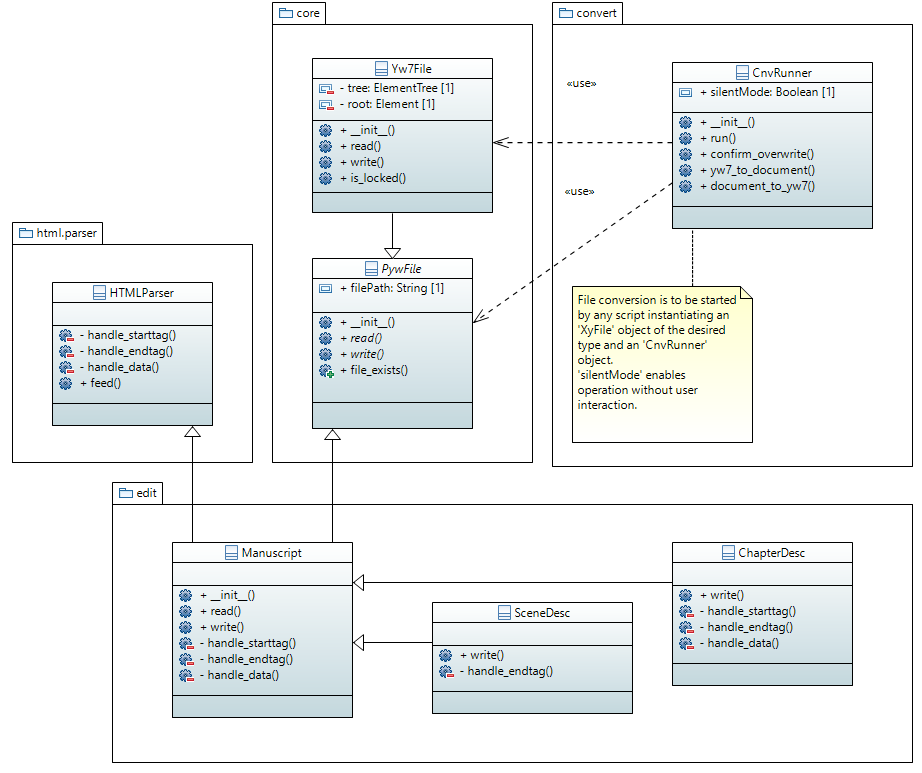 core
Yw7File
- tree: ElementTree [1]
- root: Element [1]
+ __init__()
+ read()
+ write()
+ is_locked()
PywFile
+ filePath: String [1]
+ __init__()
+ read()
+ write()
+ file_exists()
convert
«use»
«use»
CnvRunner
+ silentMode: Boolean [1]
+ __init__()
+ run()
+ confirm_overwrite()
+ yw7_to_document()
+ document_to_yw7()
File conversion is to be started
by any script instantiating an
'XyFile' object of the desired
type and an 'CnvRunner'
object.
'silentMode' enables
operation without user
interaction.
html.parser
HTMLParser
- handle_starttag()
- handle_endtag()
- handle_data()
+ feed()
edit
Manuscript
+ __init__()
+ read()
+ write()
- handle_starttag()
- handle_endtag()
- handle_data()
SceneDesc
+ write()
- handle_endtag()
ChapterDesc
+ write()
- handle_starttag()
- handle_endtag()
- handle_data()